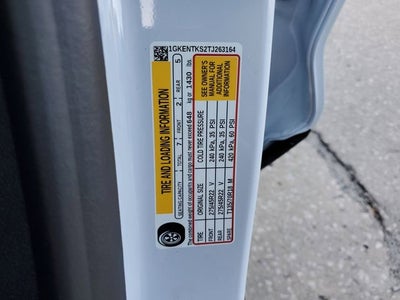 1GKENTKS2TJ263164
TIRE AND LOADING INFORMATION
SEATING CAPACITY TOTAL 7 FRONT 2 REAR 5
The combined weight of occupants and cargo must never exceed 648 kg or 1430 lbs
TIRE ORIGINAL SIZE COLD TIRE PRESSURE
FRONT 275/45R22 V 240 kPa, 35 PSI
REAR 275/45R22 V 240 kPa, 35 PSI
SPARE T135/70R18 M 420 kPa, 60 PSI
SEE OWNER'S
MANUAL FOR
ADDITIONAL
INFORMATION